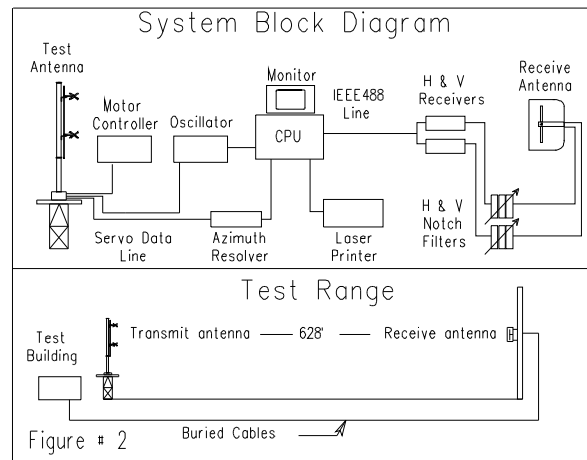 System Block Diagram
Test
Antenna
Motor
Controller
Oscillator
Monitor
CPU
IEEE488
Line
H & V
Receivers
Receive
Antenna
Servo Data
Line
Azimuth
Resolver
Laser
Printer
H & V
Notch
Filters
Test Range
Test
Building
Transmit antenna — 628' — Receive antenna
Buried Cables
Figure # 2